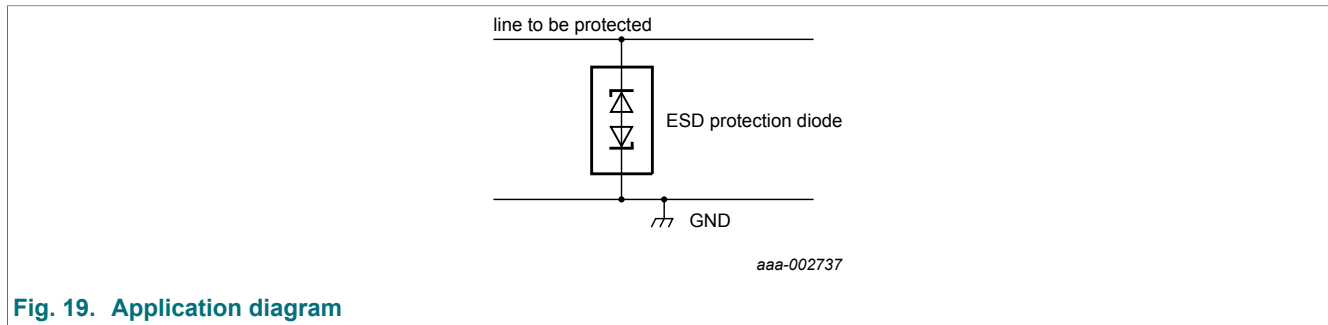 line to be protected
ESD protection diode
GND
aaa-002737
Fig. 19. Application diagram